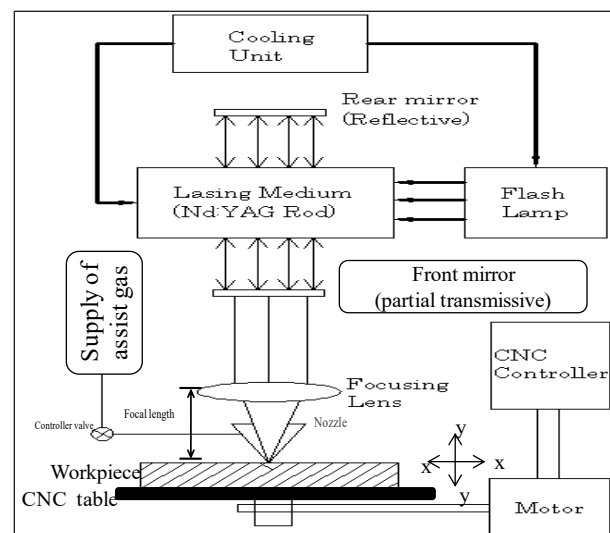 Cooling
Unit
Rear mirror
(Reflective)
Lasing Medium
(Nd:YAG Rod)
Flash
Lamp
Supply of
assist gas
Front mirror
(partial transmissive)
CNC
Controller
Focusing
Lens
Controller valve
Focal length
Nozzle
y
x
x
y
Workpiece
CNC table
Motor